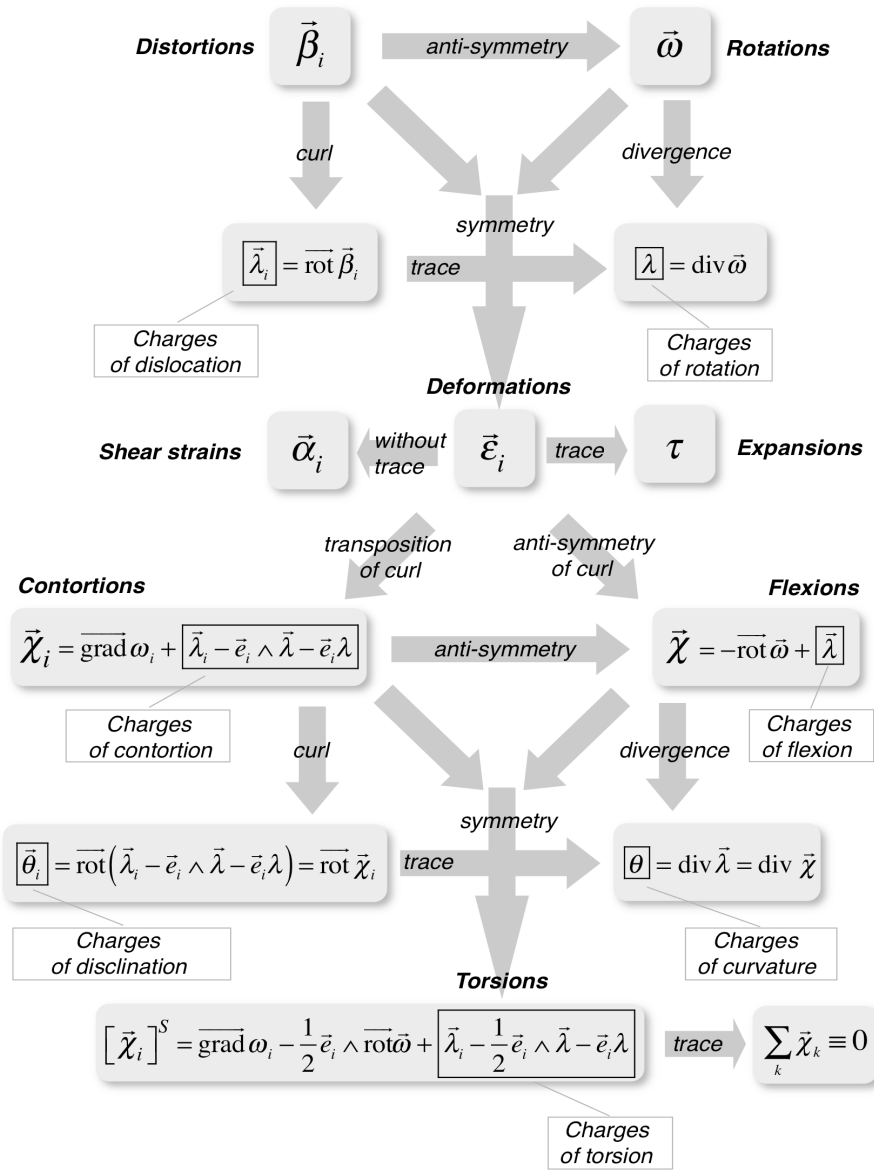 Distortions
β⃗ᵢ
anti-symmetry
ω⃗
Rotations
curl
divergence
symmetry
λ⃗ᵢ = rot⃗ β⃗ᵢ
trace
λ = div ω⃗
Charges
of dislocation
Charges
of rotation
Deformations
Shear strains
α⃗ᵢ
without
trace
ε⃗ᵢ
trace
τ
Expansions
transposition
of curl
anti-symmetry
of curl
Contortions
Flexions
χ⃗ᵢ = grad⃗ ωᵢ + λ⃗ᵢ − e⃗ᵢ ∧ λ⃗ − e⃗ᵢλ
anti-symmetry
χ⃗ = −rot⃗ ω⃗ + λ⃗
Charges
of contortion
Charges
of flexion
curl
divergence
symmetry
θ⃗ᵢ = rot⃗(λ⃗ᵢ − e⃗ᵢ ∧ λ⃗ − e⃗ᵢλ) = rot⃗ χ⃗ᵢ
trace
θ = div λ⃗ = div χ⃗
Charges
of disclination
Charges
of curvature
Torsions
[χ⃗ᵢ]ˢ = grad⃗ ωᵢ − 1/2 e⃗ᵢ ∧ rot⃗ω⃗ + λ⃗ᵢ − 1/2 e⃗ᵢ ∧ λ⃗ − e⃗ᵢλ
trace
∑ₖ χ⃗ₖ ≡ 0
Charges
of torsion